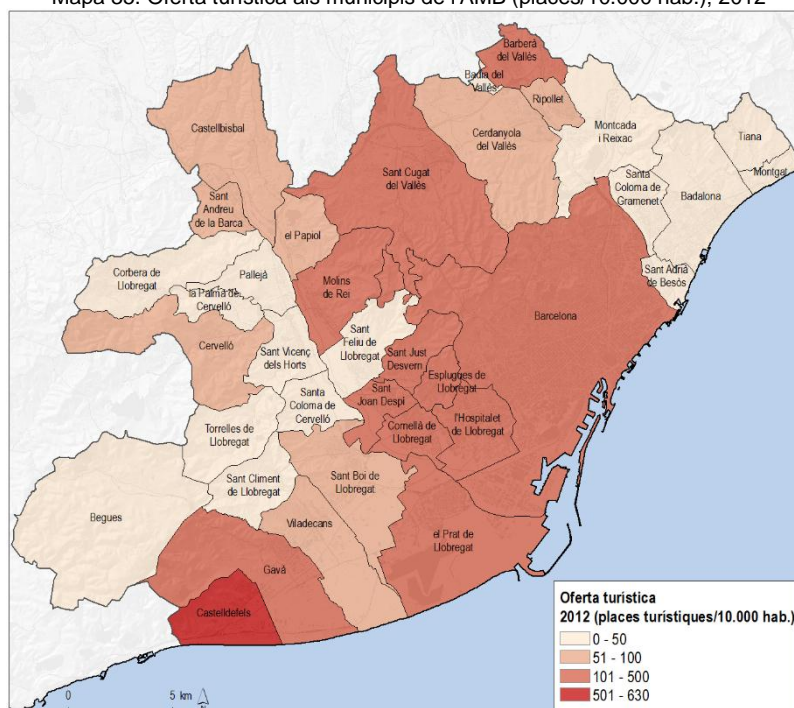 Mapa 85. Oferta turística als municipis de l'AMB (places/10.000 hab.), 2012
Barberà
del Vallès
Badia del
Vallès
Ripollet
Castellbisbal
Cerdanyola
del Vallès
Montcada
i Reixac
Tiana
Montgat
Sant Cugat
del Vallès
Santa
Coloma de
Gramenet
Badalona
Sant
Andreu
de la Barca
el Papiol
Corbera de
Llobregat
Pallejà
la Palma de
Cervelló
Molins
de Rei
Sant Adrià
de Besòs
Barcelona
Cervelló
Sant Vicenç
dels Horts
Sant
Feliu de
Llobregat
Sant Just
Desvern
Esplugues de
Llobregat
Santa
Coloma de
Cervelló
Sant
Joan Despí
Cornellà de
Llobregat
l'Hospitalet
de Llobregat
Torrelles de
Llobregat
Sant Climent
de Llobregat
Sant Boi de
Llobregat
Begues
Viladecans
el Prat de
Llobregat
Gavà
Castelldefels
Oferta turística
2012 (places turístiques/10.000 hab.)
0 - 50
51 - 100
101 - 500
501 - 630
0 5 km
N